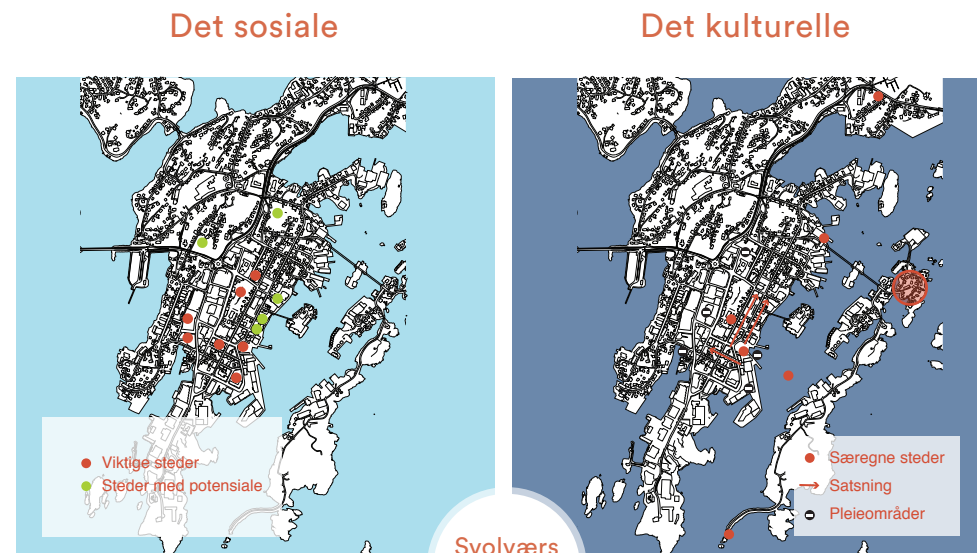 Det sosiale
Det kulturelle
Viktige steder
Steder med potensiale
Særegne steder
Satsning
Pleieområder
Svolværs